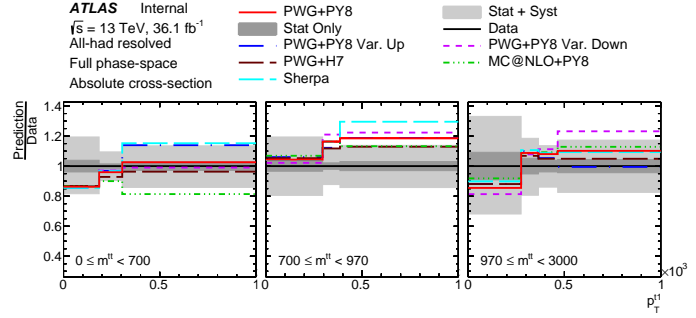 ATLAS Internal
√s = 13 TeV, 36.1 fb⁻¹
All-had resolved
Full phase-space
Absolute cross-section
PWG+PY8
Stat Only
PWG+PY8 Var. Up
PWG+H7
Sherpa
Stat + Syst
Data
PWG+PY8 Var. Down
MC@NLO+PY8
Prediction
Data
1.4
1.2
1.0
0.8
0.6
0.4
0 ≤ m^{tt} < 700
700 ≤ m^{tt} < 970
970 ≤ m^{tt} < 3000
0 0.5 1 0 0.5 1 0 0.5 1
×10³
p_T^{t1}